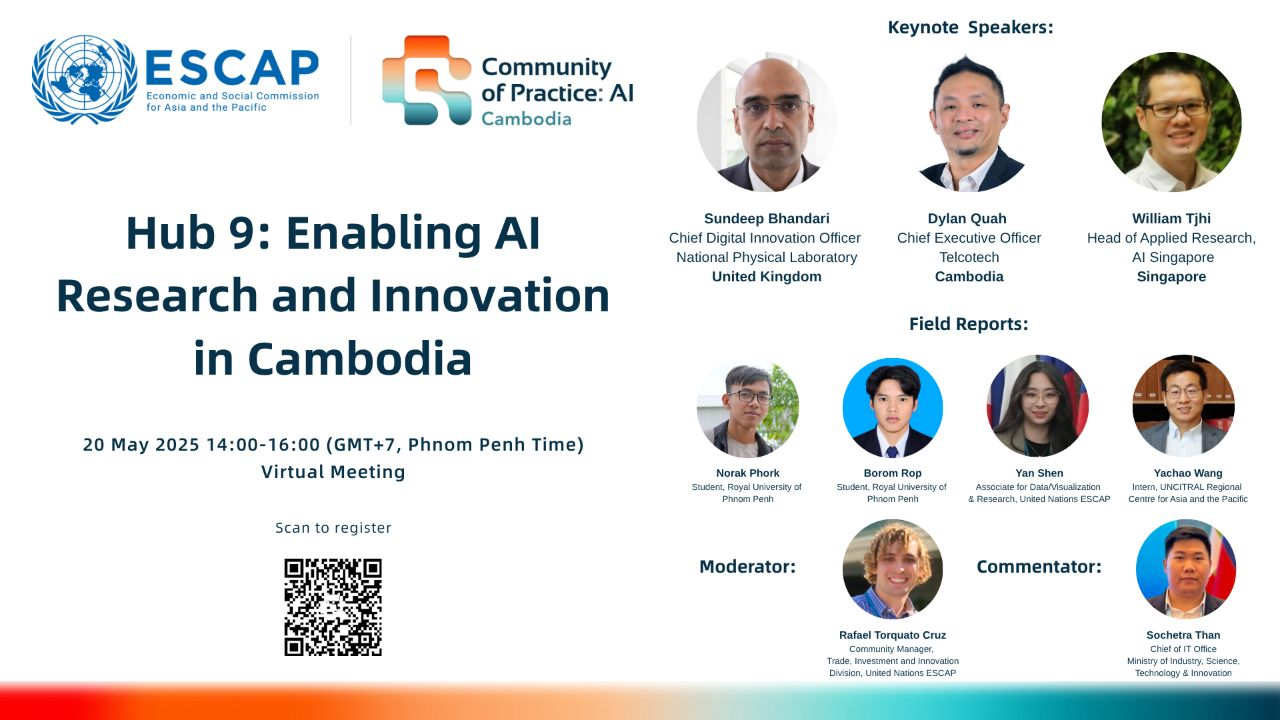 ESCAP
Economic and Social Commission
for Asia and the Pacific
Community
of Practice: AI
Cambodia
Hub 9: Enabling AI
Research and Innovation
in Cambodia
20 May 2025 14:00-16:00 (GMT+7, Phnom Penh Time)
Virtual Meeting
Scan to register
Keynote Speakers:
Sundeep Bhandari
Chief Digital Innovation Officer
National Physical Laboratory
United Kingdom
Dylan Quah
Chief Executive Officer
Telcotech
Cambodia
William Tjhi
Head of Applied Research,
AI Singapore
Singapore
Field Reports:
Norak Phork
Student, Royal University of
Phnom Penh
Borom Rop
Student, Royal University of
Phnom Penh
Yan Shen
Associate for Data/Visualization
& Research, United Nations ESCAP
Yachao Wang
Intern, UNCITRAL Regional
Centre for Asia and the Pacific
Moderator:
Rafael Torquato Cruz
Community Manager,
Trade, Investment and Innovation
Division, United Nations ESCAP
Commentator:
Sochetra Than
Chief of IT Office
Ministry of Industry, Science,
Technology & Innovation